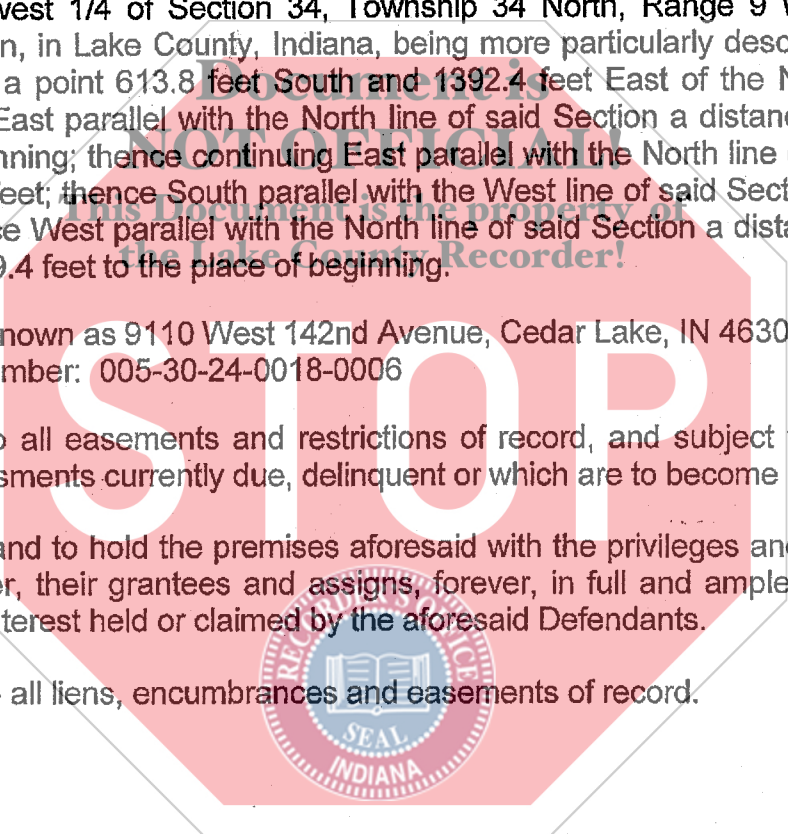 west 1/4 of Section 34, Township 34 North, Range 9 W
n, in Lake County, Indiana, being more particularly desc
a point 613.8 feet South and 1392.4 feet East of the N
East parallel with the North line of said Section a distanc
nning; thence continuing East parallel with the North line
feet; thence South parallel with the West line of said Sect
ce West parallel with the North line of said Section a dista
9.4 feet to the place of beginning.
Document is
NOT OFFICIAL!
This Document is the property of
the Lake County Recorder!
nown as 9110 West 142nd Avenue, Cedar Lake, IN 4630
mber: 005-30-24-0018-0006
STOP
o all easements and restrictions of record, and subject
sments currently due, delinquent or which are to become
and to hold the premises aforesaid with the privileges and
er, their grantees and assigns, forever, in full and ample
terest held or claimed by the aforesaid Defendants.
all liens, encumbrances and easements of record.
RECORDER'S OFFICE
SEAL
INDIANA